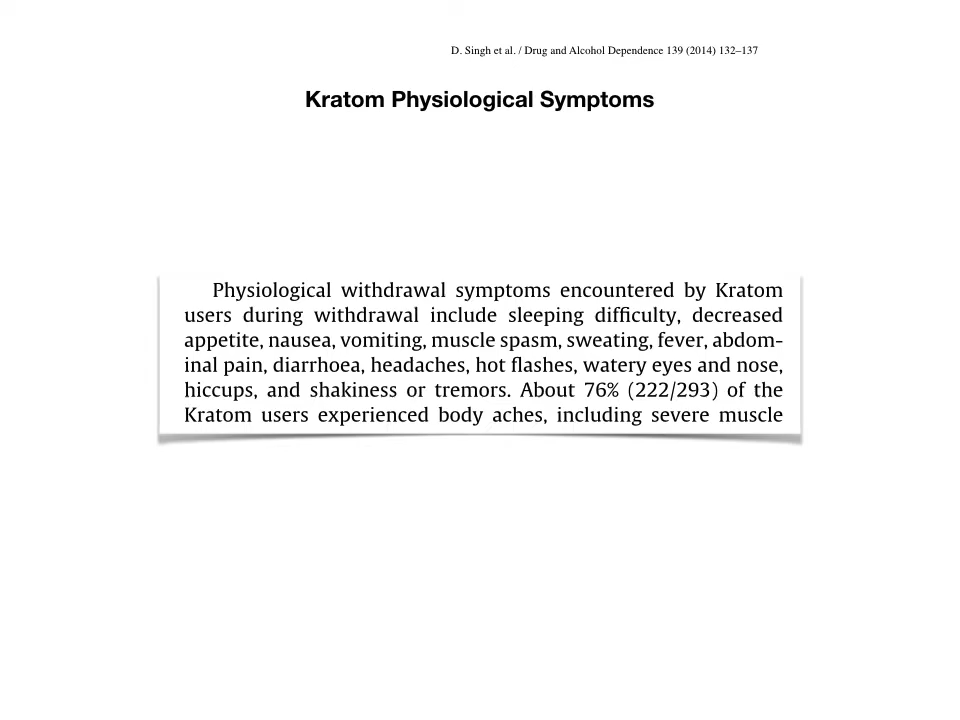 D. Singh et al. / Drug and Alcohol Dependence 139 (2014) 132–137
Kratom Physiological Symptoms
Physiological withdrawal symptoms encountered by Kratom
users during withdrawal include sleeping difficulty, decreased
appetite, nausea, vomiting, muscle spasm, sweating, fever, abdom-
inal pain, diarrhoea, headaches, hot flashes, watery eyes and nose,
hiccups, and shakiness or tremors. About 76% (222/293) of the
Kratom users experienced body aches, including severe muscle